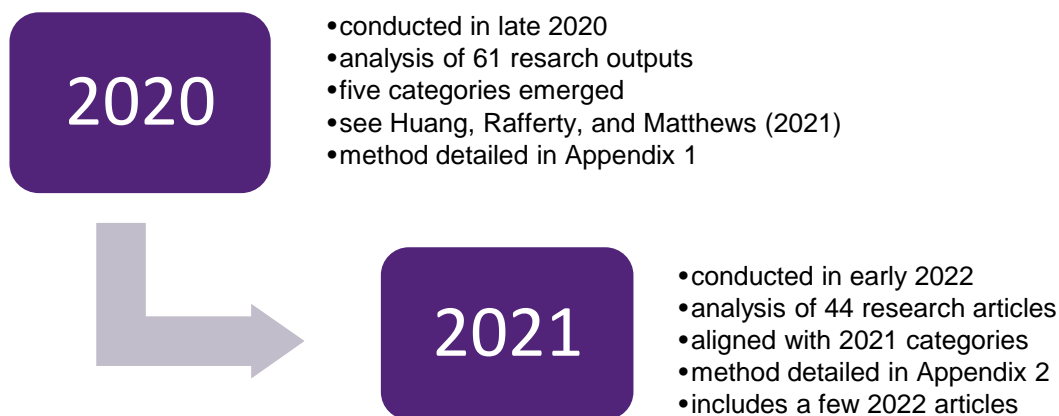 2020
•conducted in late 2020
•analysis of 61 resarch outputs
•five categories emerged
•see Huang, Rafferty, and Matthews (2021)
•method detailed in Appendix 1
2021
•conducted in early 2022
•analysis of 44 research articles
•aligned with 2021 categories
•method detailed in Appendix 2
•includes a few 2022 articles